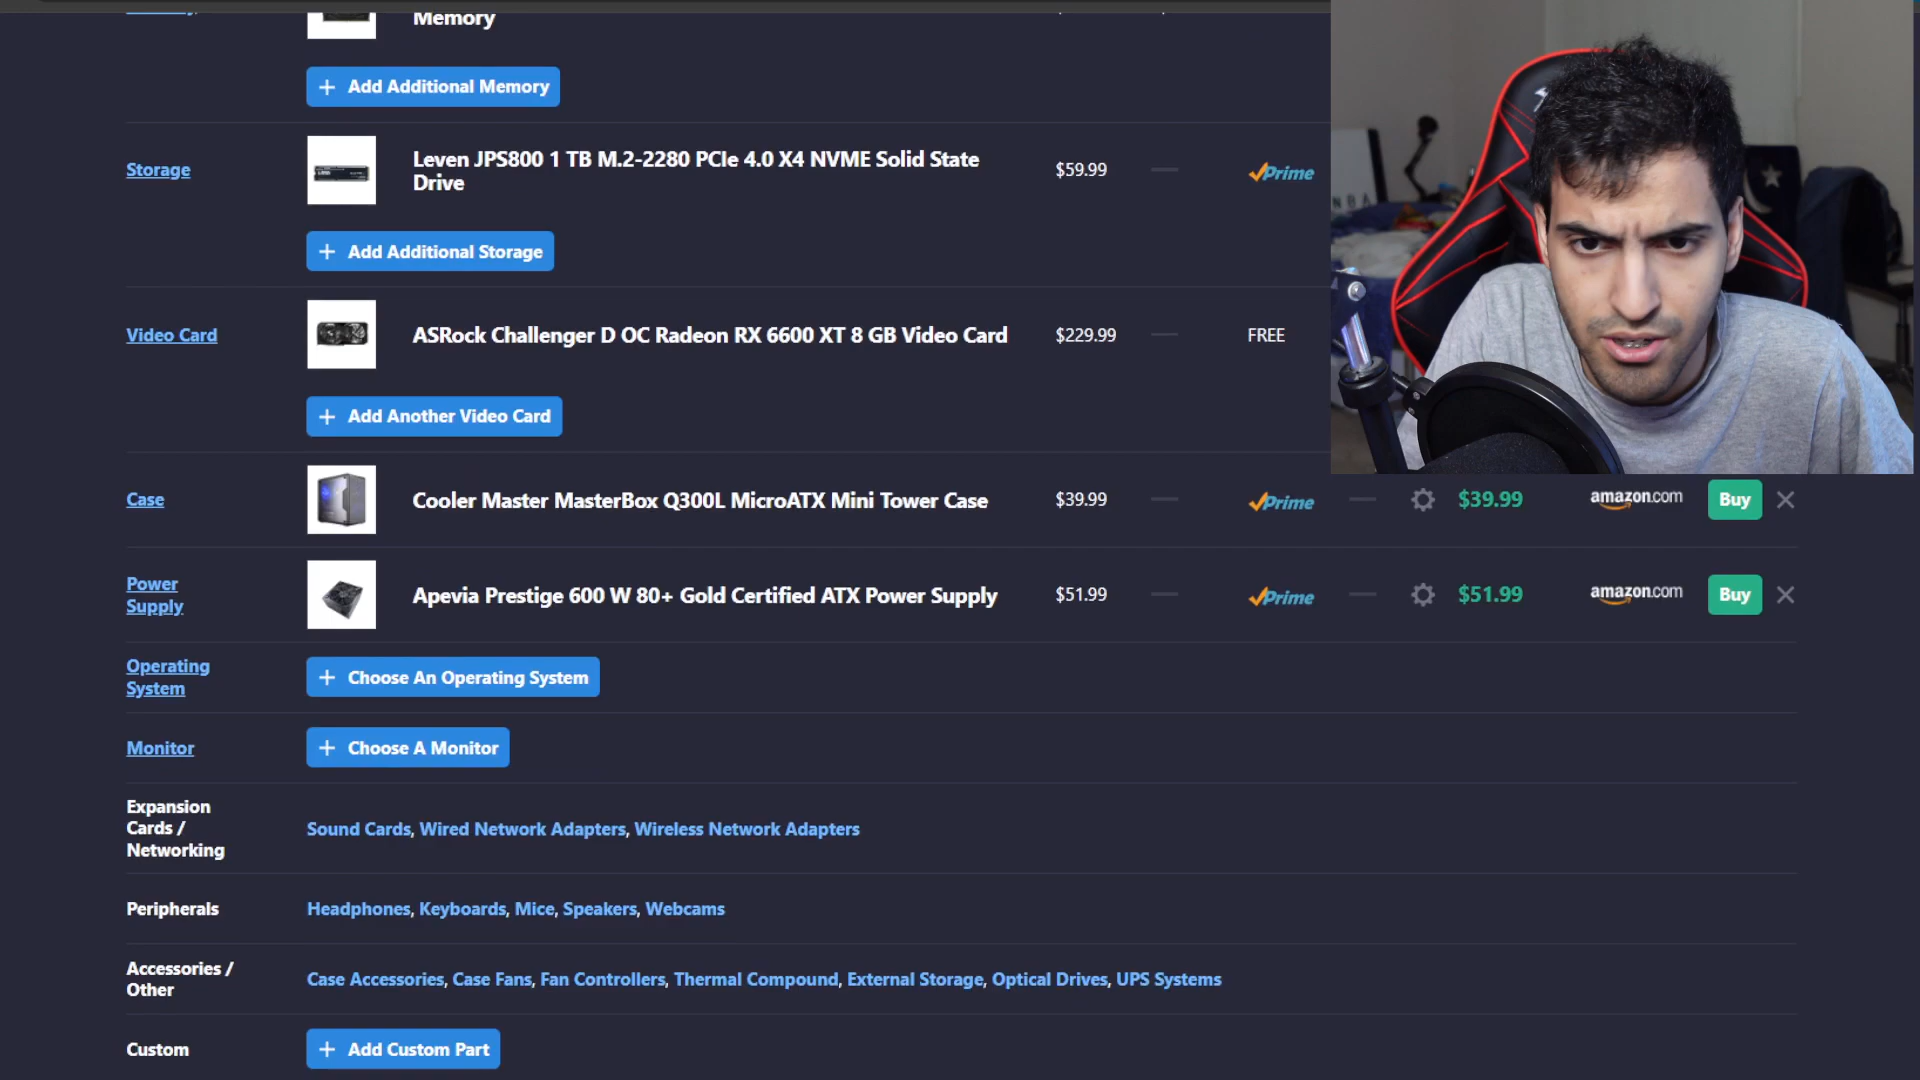 Memory
+ Add Additional Memory
Storage
Leven JPS800 1 TB M.2-2280 PCIe 4.0 X4 NVME Solid State
Drive
$59.99
Prime
+ Add Additional Storage
Video Card
ASRock Challenger D OC Radeon RX 6600 XT 8 GB Video Card
$229.99
FREE
+ Add Another Video Card
Case
Cooler Master MasterBox Q300L MicroATX Mini Tower Case
$39.99
Prime
$39.99
amazon.com
Buy
Power
Supply
Apevia Prestige 600 W 80+ Gold Certified ATX Power Supply
$51.99
Prime
$51.99
amazon.com
Buy
Operating
System
+ Choose An Operating System
Monitor
+ Choose A Monitor
Expansion
Cards /
Networking
Sound Cards, Wired Network Adapters, Wireless Network Adapters
Peripherals
Headphones, Keyboards, Mice, Speakers, Webcams
Accessories /
Other
Case Accessories, Case Fans, Fan Controllers, Thermal Compound, External Storage, Optical Drives, UPS Systems
Custom
+ Add Custom Part